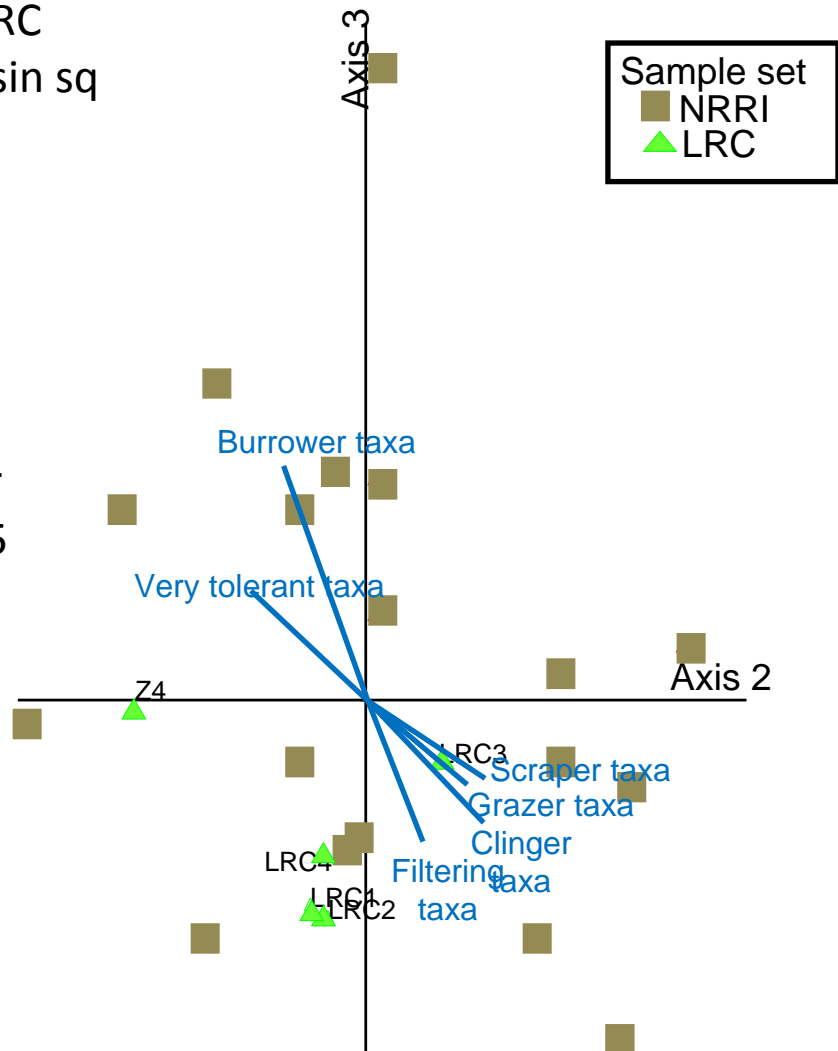 RC
sin sq
5
Axis 3
Sample set
NRRI
LRC
Burrower taxa
Very tolerant taxa
Axis 2
Z4
LRC3
Scraper taxa
Grazer taxa
Clinger
taxa
Filtering
taxa
LRC4
LRC1
LRC2